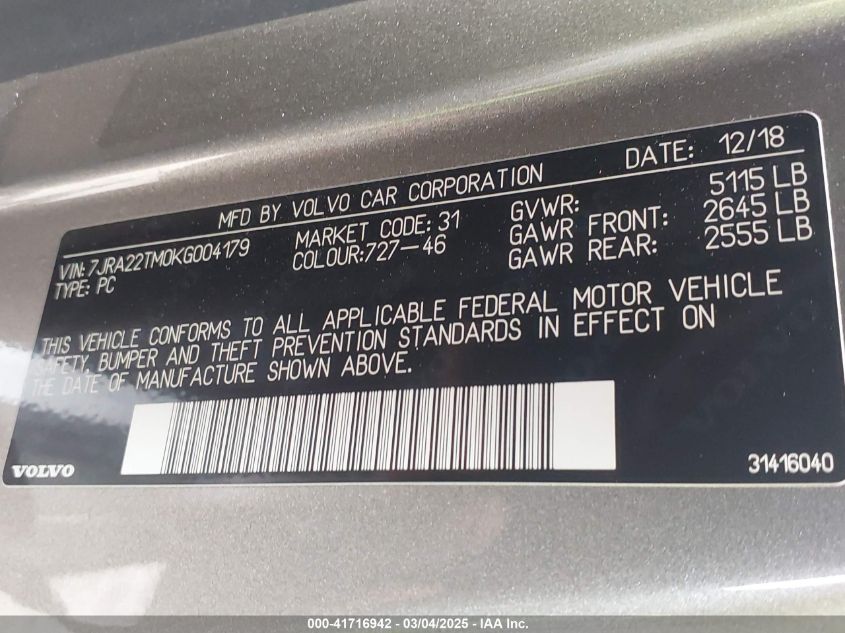 MFD BY VOLVO CAR CORPORATION DATE: 12/18
VIN: 7JRA22TM0KG004179 MARKET CODE: 31 GVWR: 5115 LB
TYPE: PC COLOUR:727-46 GAWR FRONT: 2645 LB
GAWR REAR: 2555 LB
THIS VEHICLE CONFORMS TO ALL APPLICABLE FEDERAL MOTOR VEHICLE
SAFETY, BUMPER AND THEFT PREVENTION STANDARDS IN EFFECT ON
THE DATE OF MANUFACTURE SHOWN ABOVE.
VOLVO 31416040
000-41716942 - 03/04/2025 - IAA Inc.